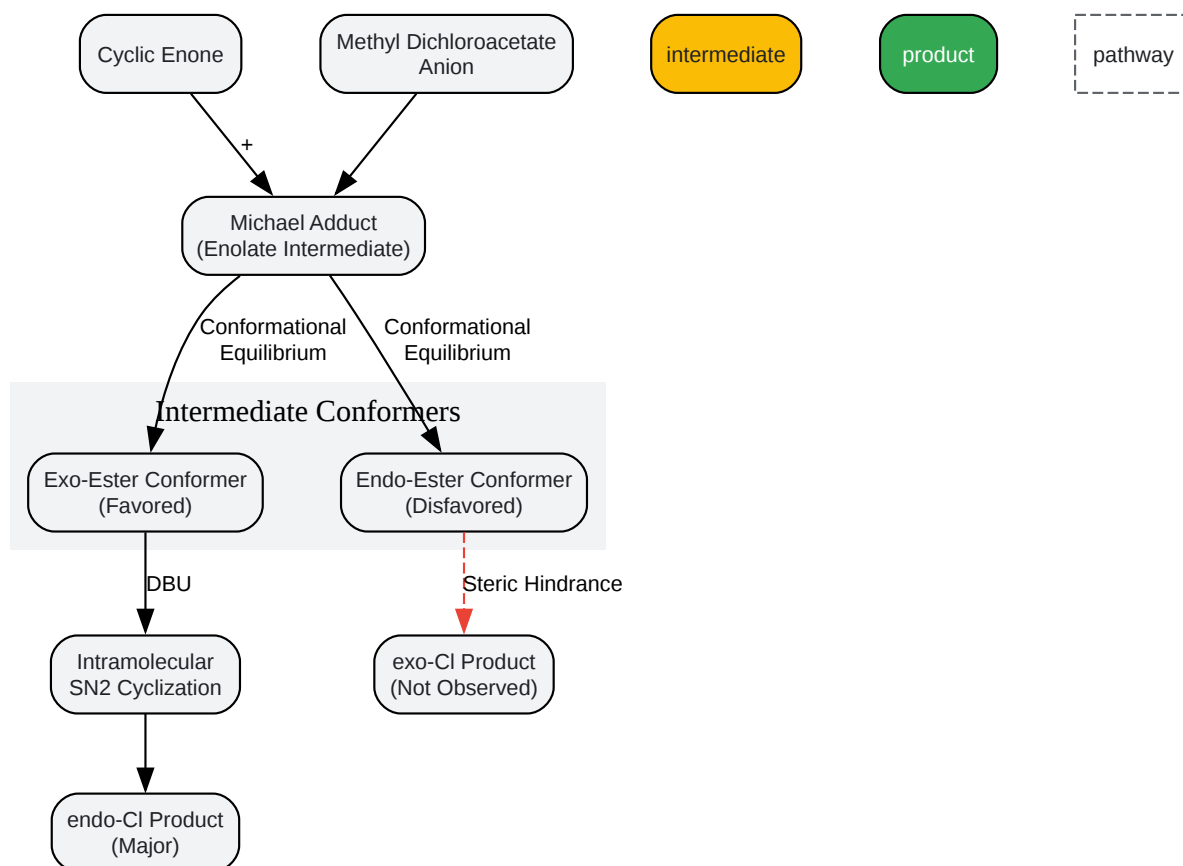 Cyclic Enone
Methyl Dichloroacetate
Anion
intermediate
product
pathway
+
Michael Adduct
(Enolate Intermediate)
Conformational
Equilibrium
Conformational
Equilibrium
Intermediate Conformers
Exo-Ester Conformer
(Favored)
Endo-Ester Conformer
(Disfavored)
DBU
Steric Hindrance
Intramolecular
SN2 Cyclization
exo-Cl Product
(Not Observed)
endo-Cl Product
(Major)